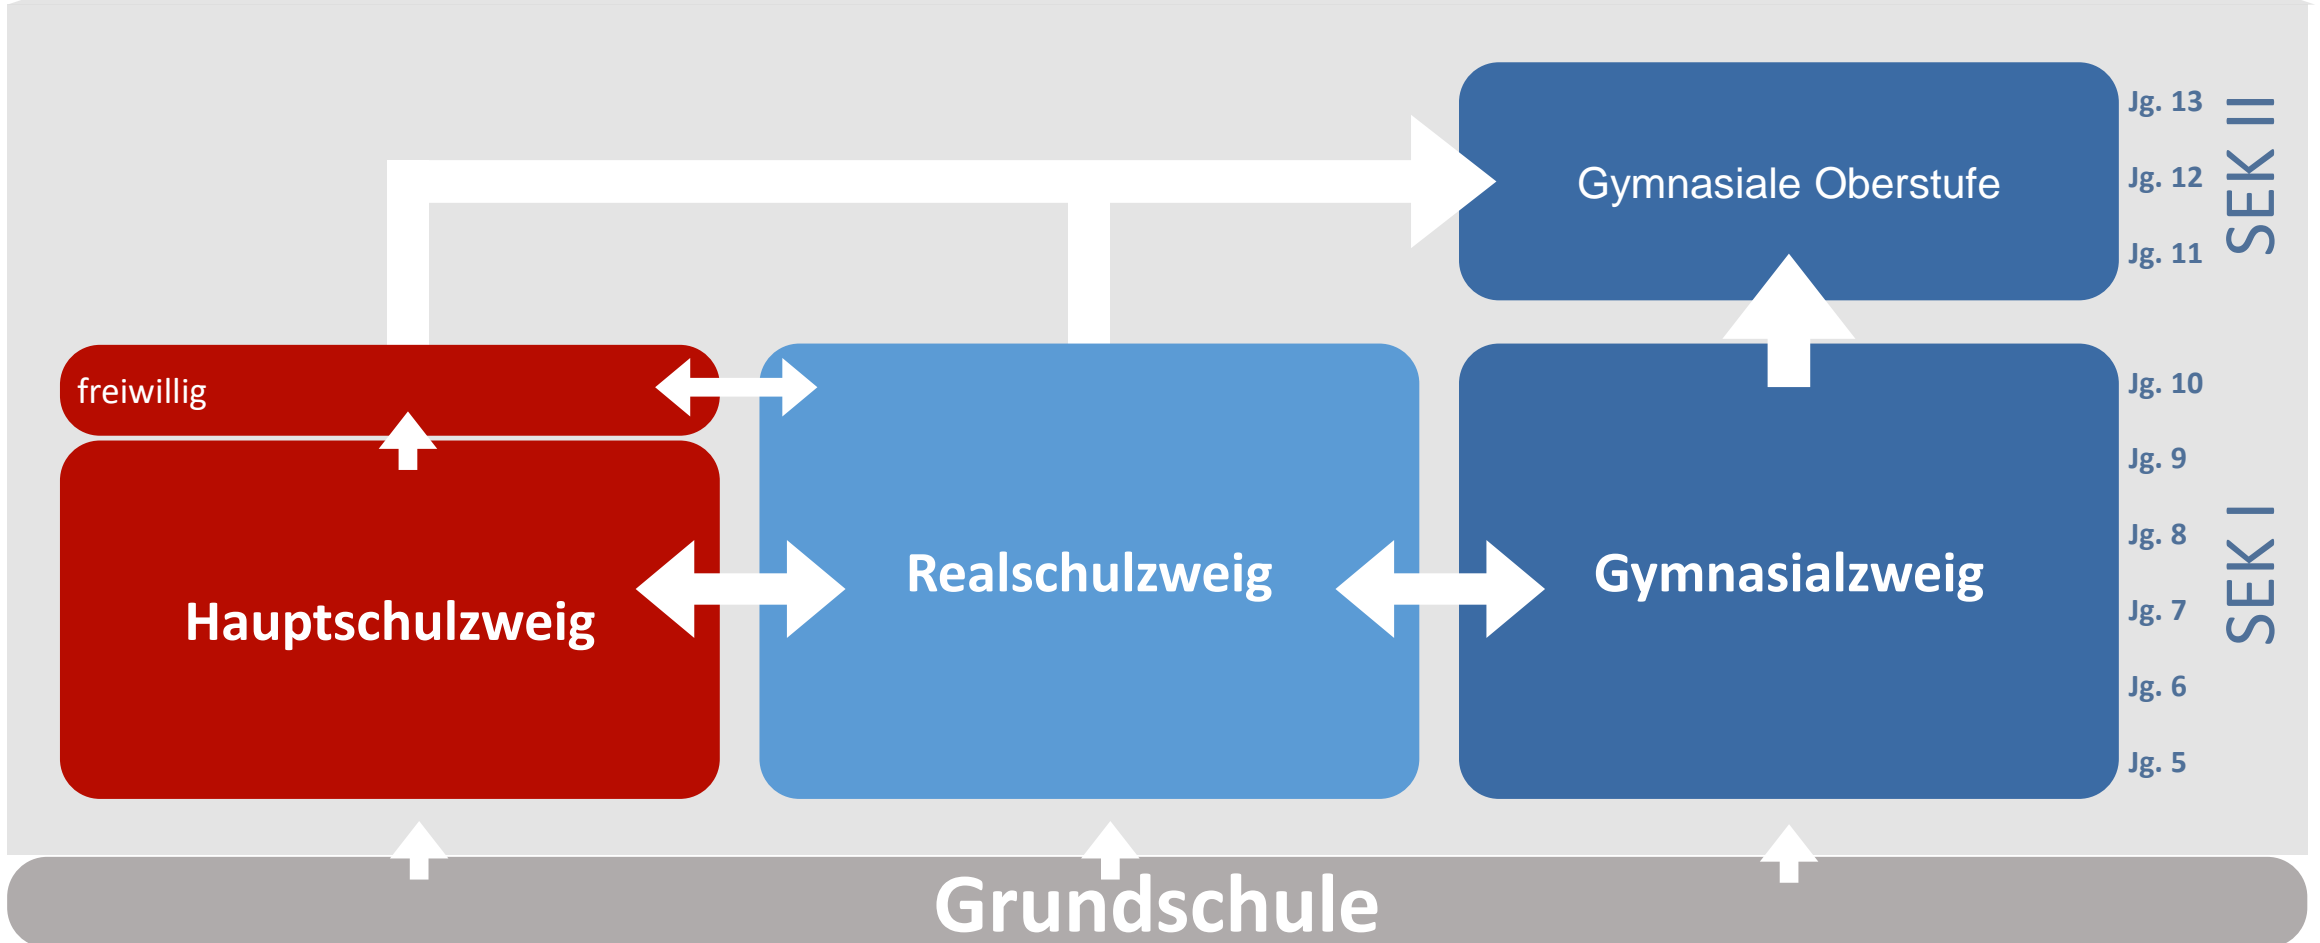 Jg. 13
Gymnasiale Oberstufe
Jg. 12
Jg. 11
SEK II
freiwillig
Jg. 10
Jg. 9
Jg. 8
Realschulzweig
Gymnasialzweig
Hauptschulzweig
Jg. 7
SEK I
Jg. 6
Jg. 5
Grundschule